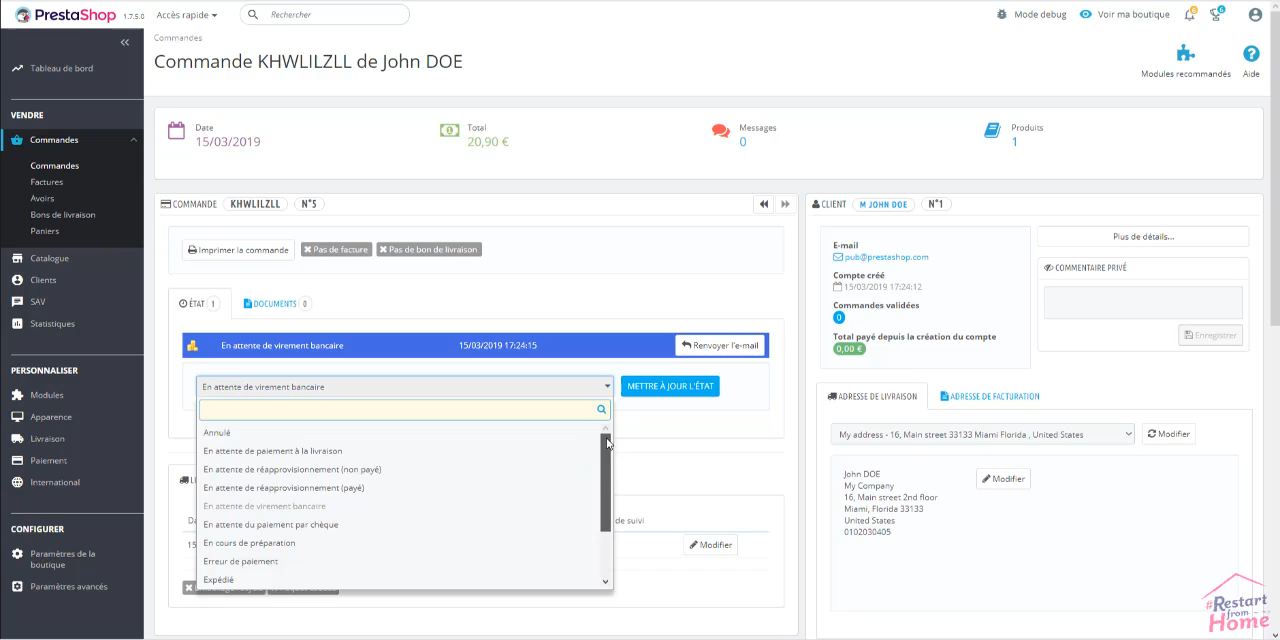 PrestaShop 1.7.5.0 Accès rapide Rechercher Mode debug Voir ma boutique 6 6
Commandes
Commande KHWLILZLL de John DOE
Modules recommandés Aide
Tableau de bord
VENDRE
Commandes
Commandes
Factures
Avoirs
Bons de livraison
Paniers
Catalogue
Clients
SAV
Statistiques
PERSONNALISER
Modules
Apparence
Livraison
Paiement
International
CONFIGURER
Paramètres de la
boutique
Paramètres avancés
Date
15/03/2019
Total
20,90 €
Messages
0
Produits
1
COMMANDE KHWLILZLL N°5
Imprimer la commande Pas de facture Pas de bon de livraison
ÉTAT 1 DOCUMENTS 0
En attente de virement bancaire 15/03/2019 17:24:15 Renvoyer l'e-mail
En attente de virement bancaire METTRE À JOUR L'ÉTAT
Annulé
En attente de paiement à la livraison
En attente de réapprovisionnement (non payé)
En attente de réapprovisionnement (payé)
En attente de virement bancaire
En attente du paiement par chèque
En cours de préparation
Erreur de paiement
Expédié
de suivi
15
Modifier
CLIENT M JOHN DOE N°1
E-mail
pub@prestashop.com
Compte créé
15/03/2019 17:24:12
Commandes validées
0
Total payé depuis la création du compte
0,00 €
Plus de détails...
COMMENTAIRE PRIVÉ
Enregistrer
ADRESSE DE LIVRAISON ADRESSE DE FACTURATION
My address - 16, Main street 33133 Miami Florida , United States Modifier
John DOE
My Company
16, Main street 2nd floor
Miami, Florida 33133
United States
0102030405
Modifier
#Restart
from
Home